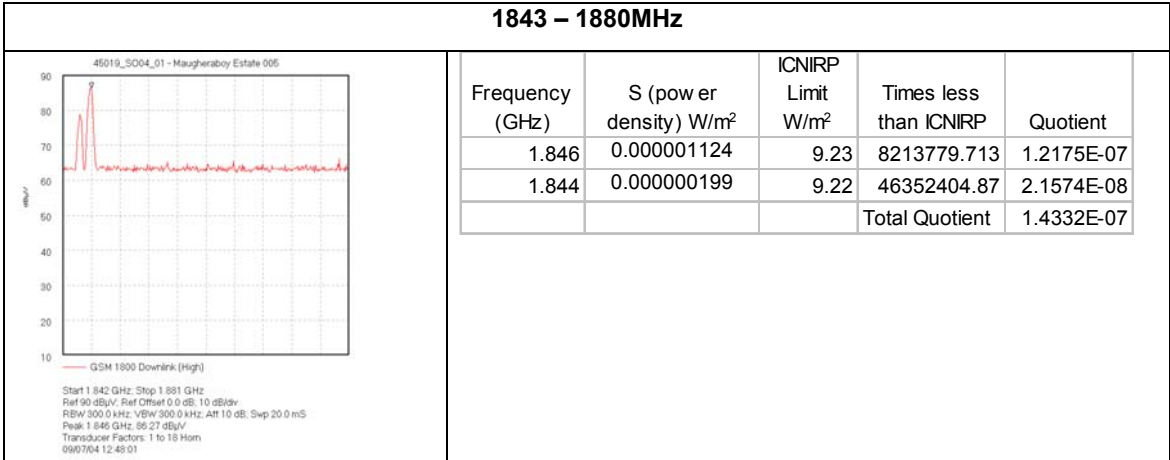 1843 – 1880MHz
45019_SO04_01 - Maugheraboy Estate 005
90
80
70
60
50
40
30
20
10
dBµV
GSM 1800 Downlink (High)
Start 1.842 GHz; Stop 1.881 GHz
Ref 90 dBµV; Ref Offset 0.0 dB; 10 dB/div
RBW 300.0 kHz; VBW 300.0 kHz; Att 10 dB; Swp 20.0 mS
Peak 1.846 GHz, 86.27 dBµV
Transducer Factors: 1 to 18 Horn
09/07/04 12:48:01
Frequency (GHz) S (pow er density) W/m² ICNIRP Limit W/m² Times less than ICNIRP Quotient
1.846 0.000001124 9.23 8213779.713 1.2175E-07
1.844 0.000000199 9.22 46352404.87 2.1574E-08
Total Quotient 1.4332E-07